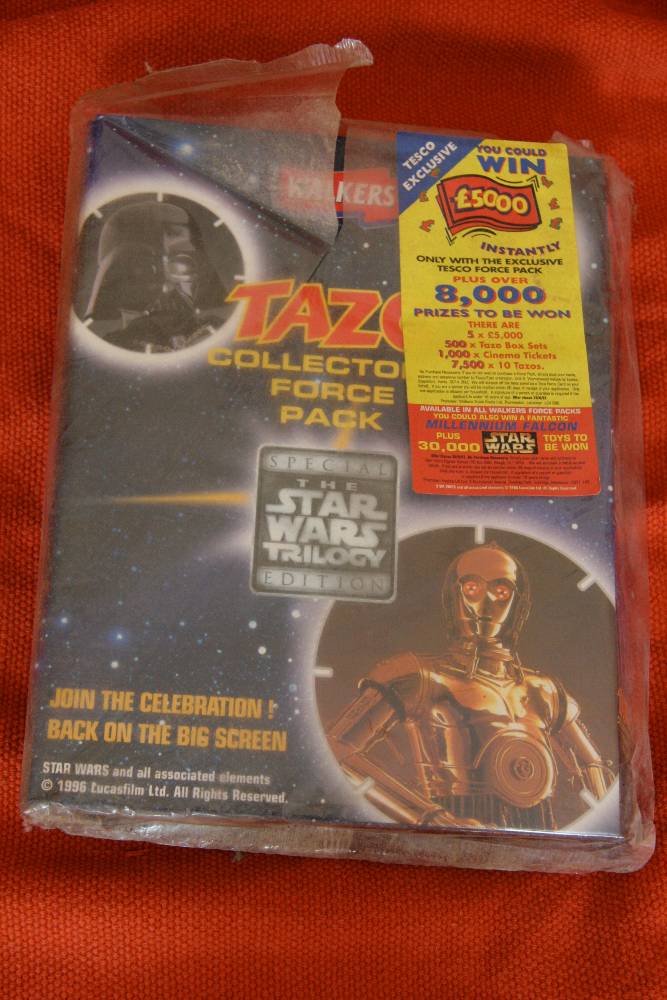 WALKERS
TAZO
COLLECTO
FORCE
PACK
SPECIAL
THE
STAR
WARS
TRILOGY
EDITION
JOIN THE CELEBRATION !
BACK ON THE BIG SCREEN
STAR WARS and all associated elements
© 1996 Lucasfilm Ltd. All Rights Reserved.
TESCO
EXCLUSIVE
YOU COULD
WIN
£5000
INSTANTLY
ONLY WITH THE EXCLUSIVE
TESCO FORCE PACK
PLUS OVER
8,000
PRIZES TO BE WON
THERE ARE
5 x £5,000
500 x Tazo Box Sets
1,000 x Cinema Tickets
7,500 x 10 Tazos.
AVAILABLE IN ALL WALKERS FORCE PACKS
YOU COULD ALSO WIN A FANTASTIC
MILLENNIUM FALCON
PLUS
30,000
STAR
WARS
TOYS TO
BE WON